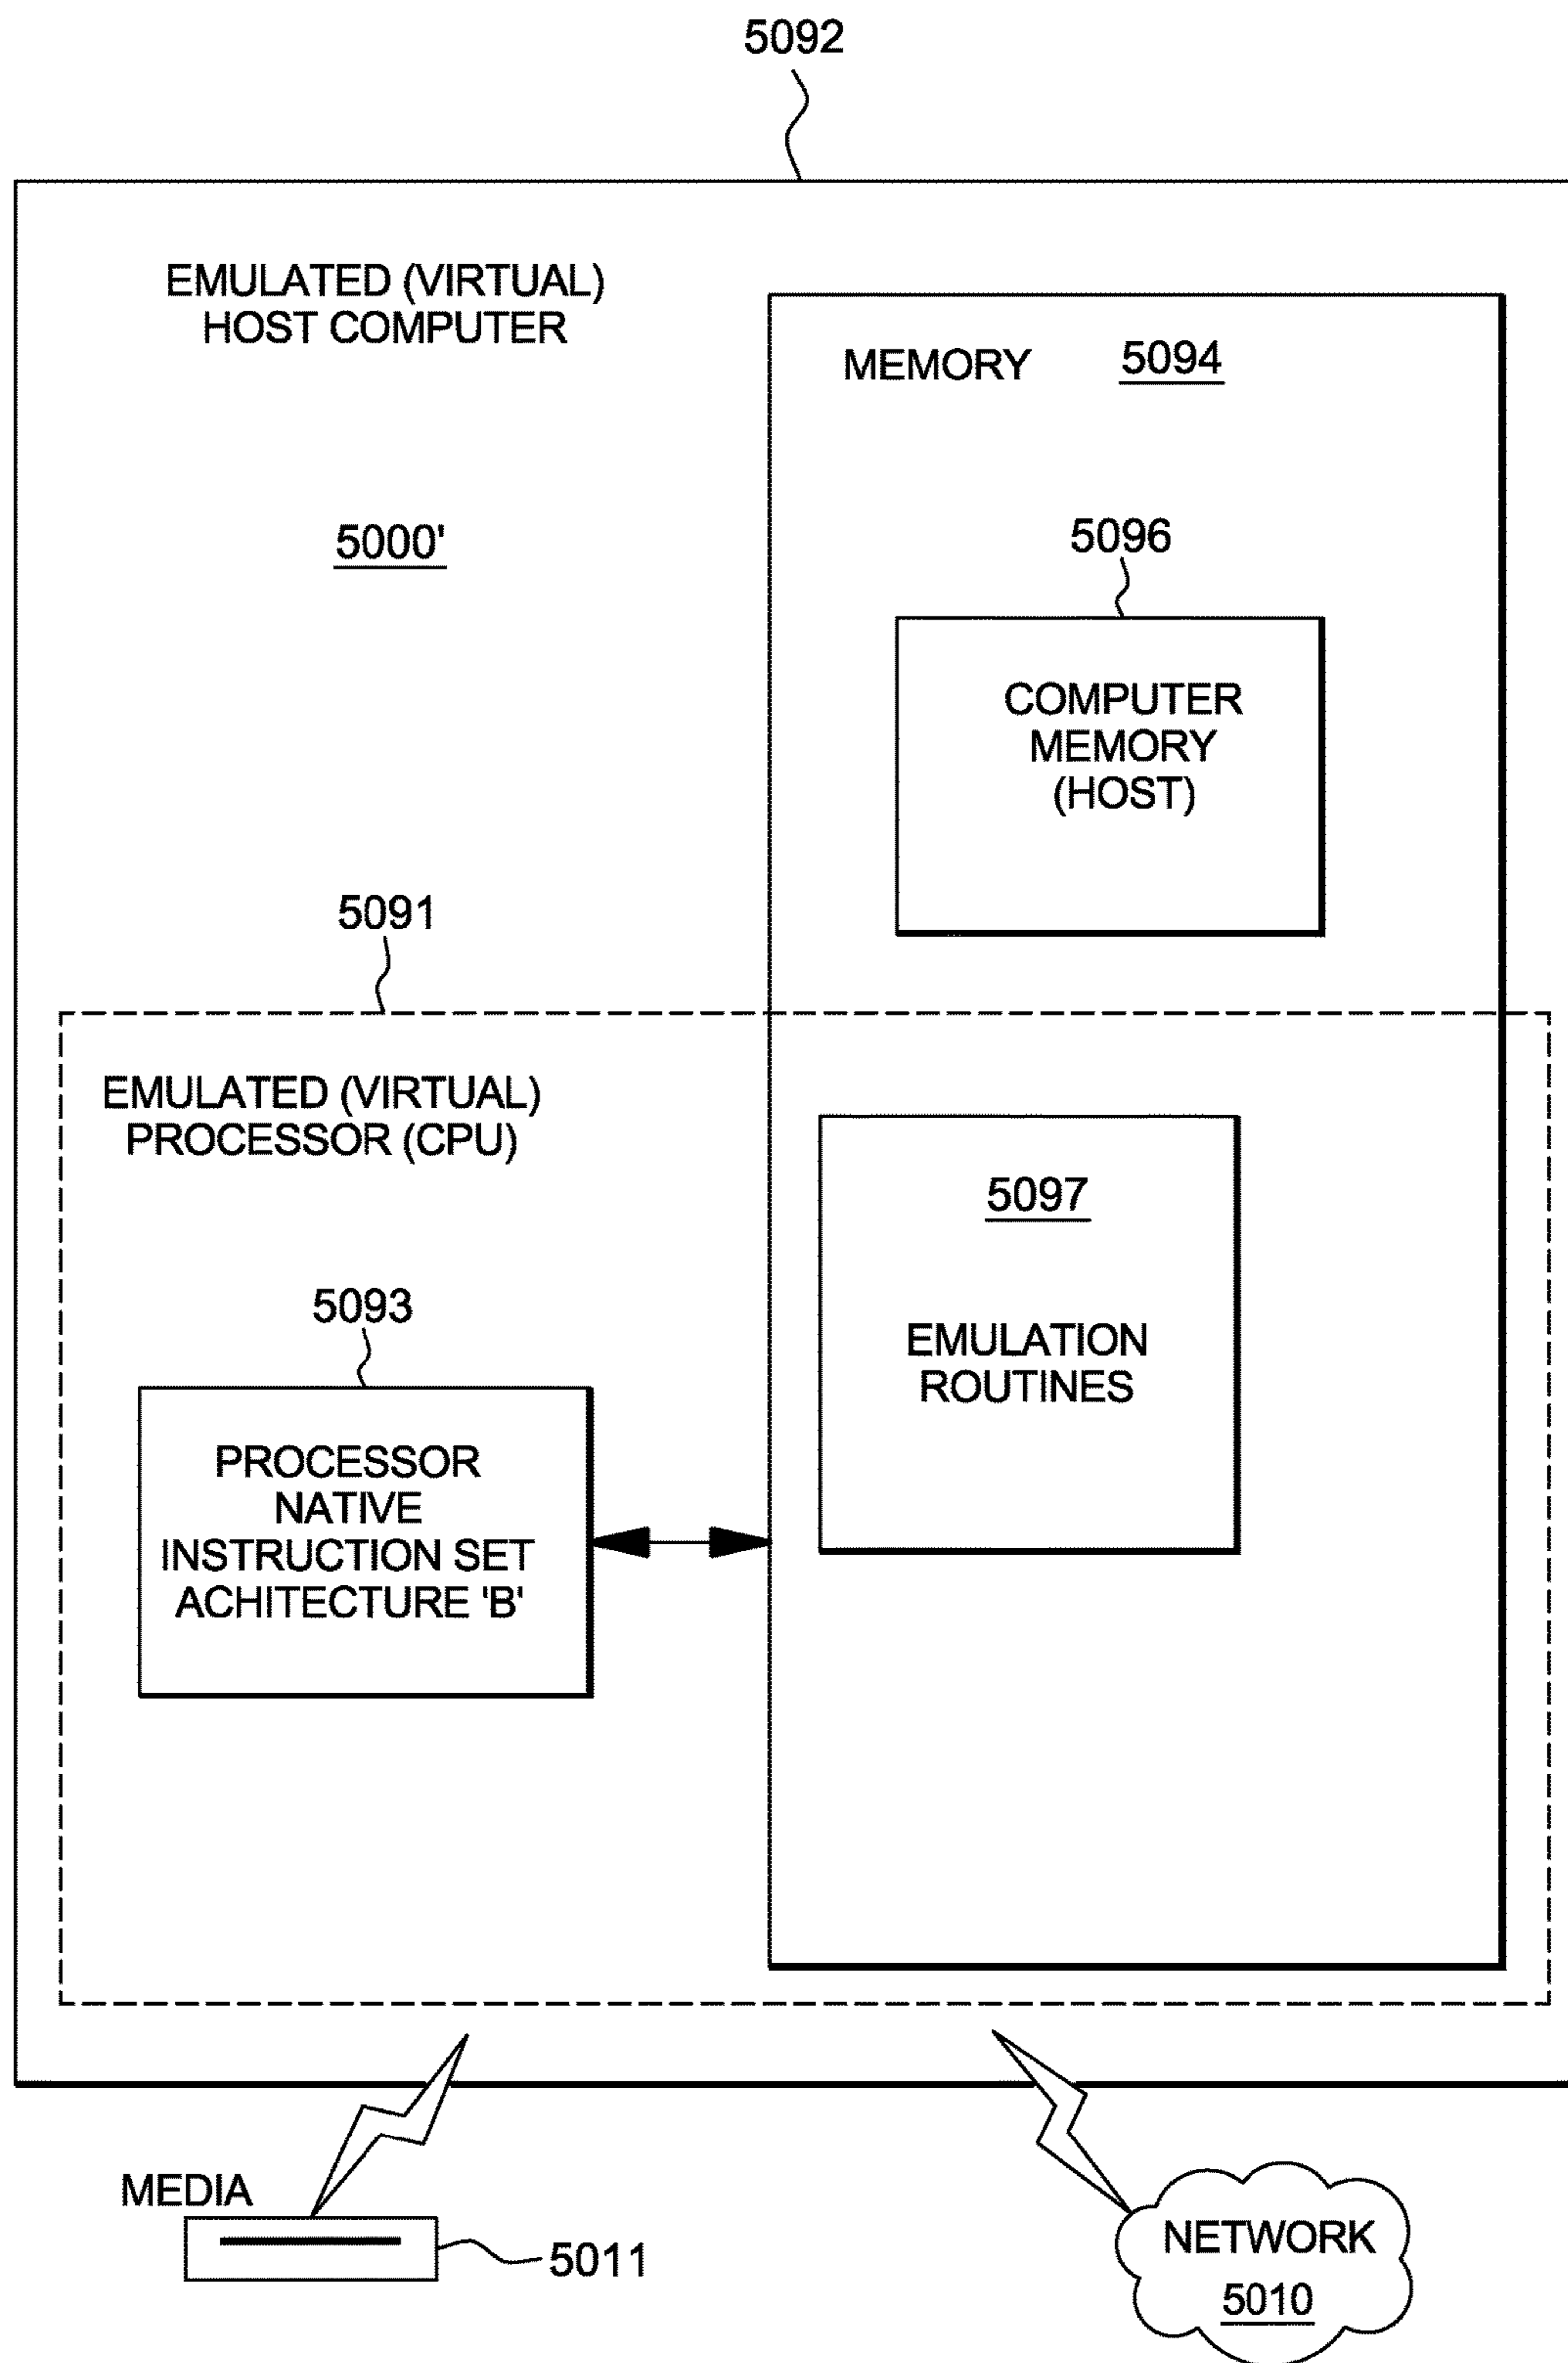 5092
EMULATED (VIRTUAL)
HOST COMPUTER
MEMORY 5094
5000'
5096
COMPUTER
MEMORY
(HOST)
5091
EMULATED (VIRTUAL)
PROCESSOR (CPU)
5097
EMULATION
ROUTINES
5093
PROCESSOR
NATIVE
INSTRUCTION SET
ACHITECTURE 'B'
MEDIA
5011
NETWORK
5010